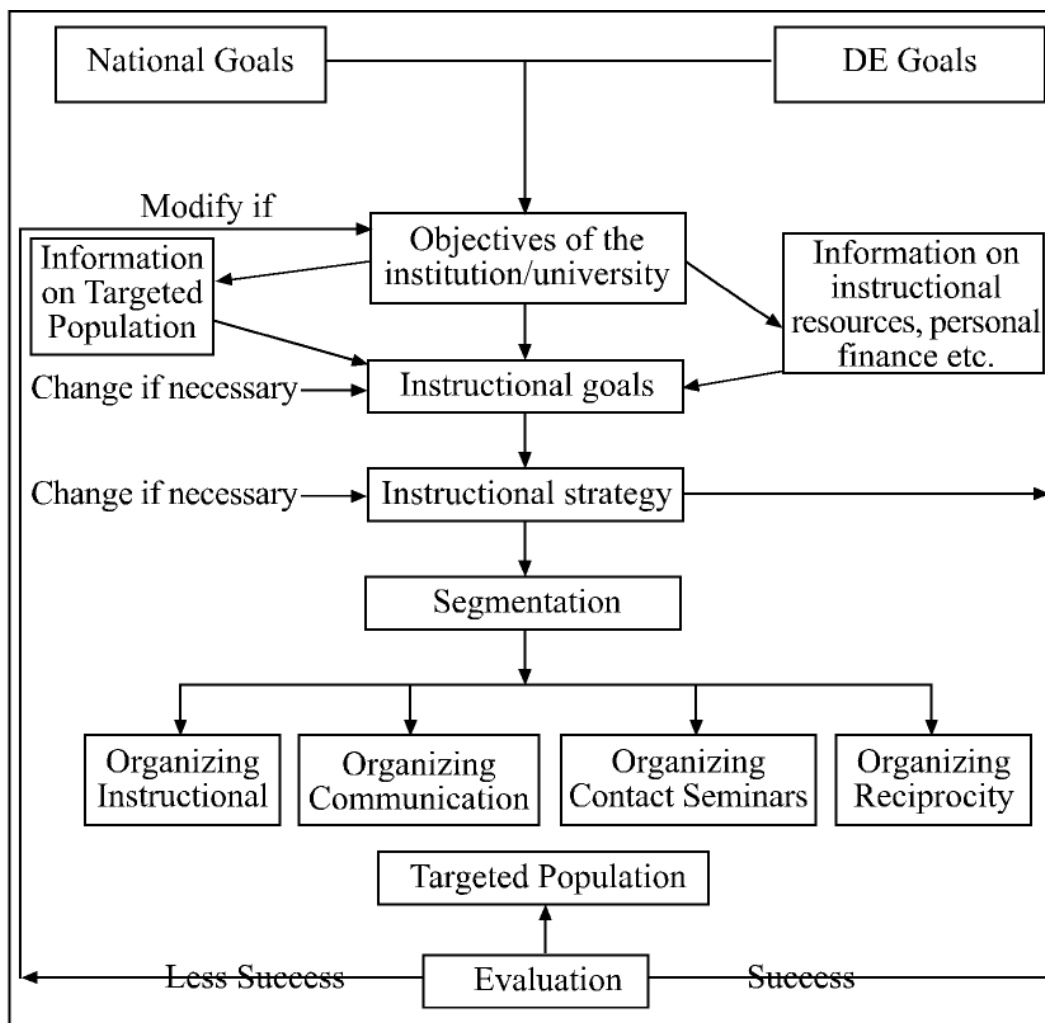 National Goals
DE Goals
Modify if
Objectives of the
institution/university
Information
on Targeted
Population
Information on
instructional
resources, personal
finance etc.
Change if necessary
Instructional goals
Change if necessary
Instructional strategy
Segmentation
Organizing
Instructional
Organizing
Communication
Organizing
Contact Seminars
Organizing
Reciprocity
Targeted Population
Less Success
Evaluation
Success